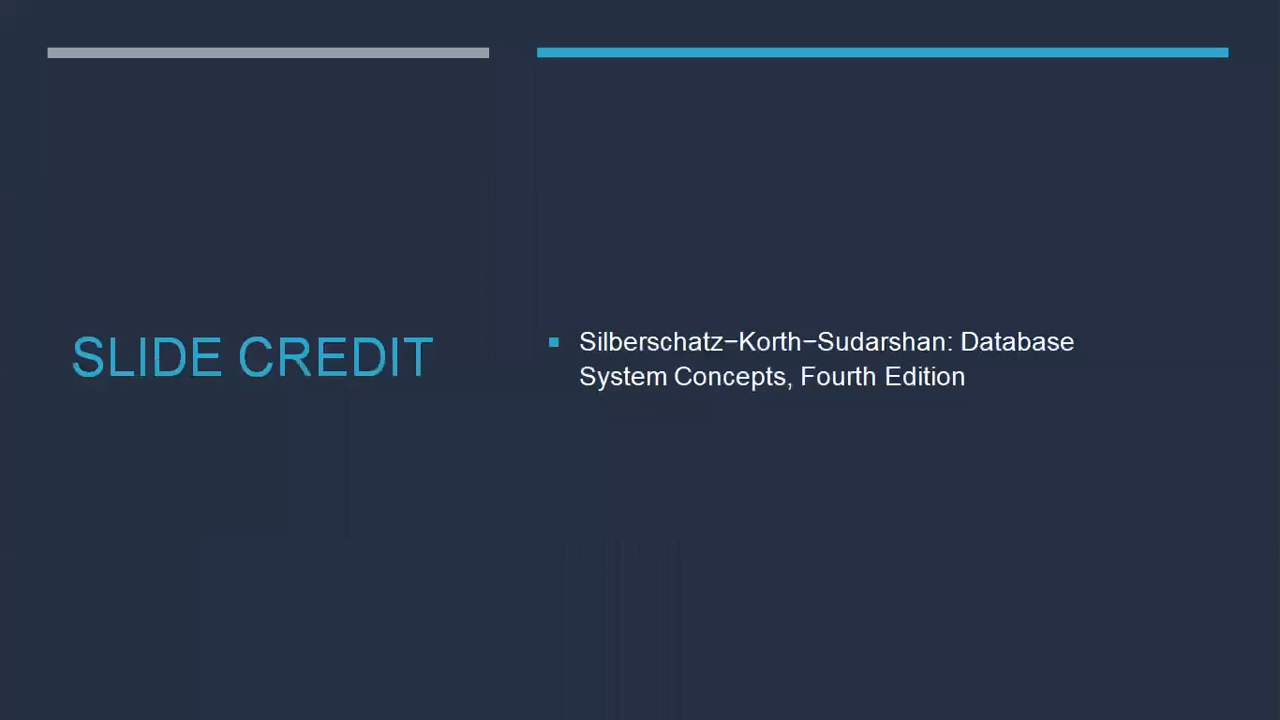 SLIDE CREDIT
Silberschatz–Korth–Sudarshan: Database
System Concepts, Fourth Edition